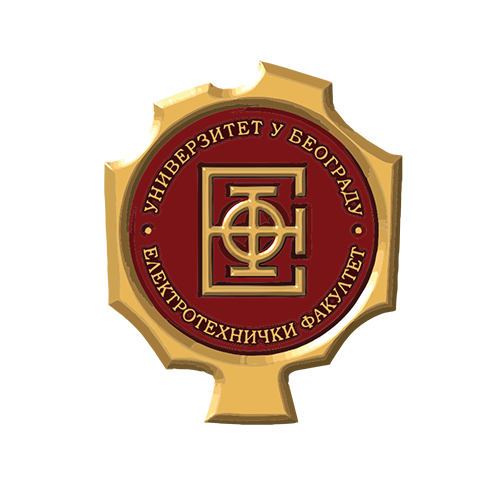 УНИВЕРЗИТЕТ У БЕОГРАДУ
ЕЛЕКТРОТЕХНИЧКИ ФАКУЛТЕТ